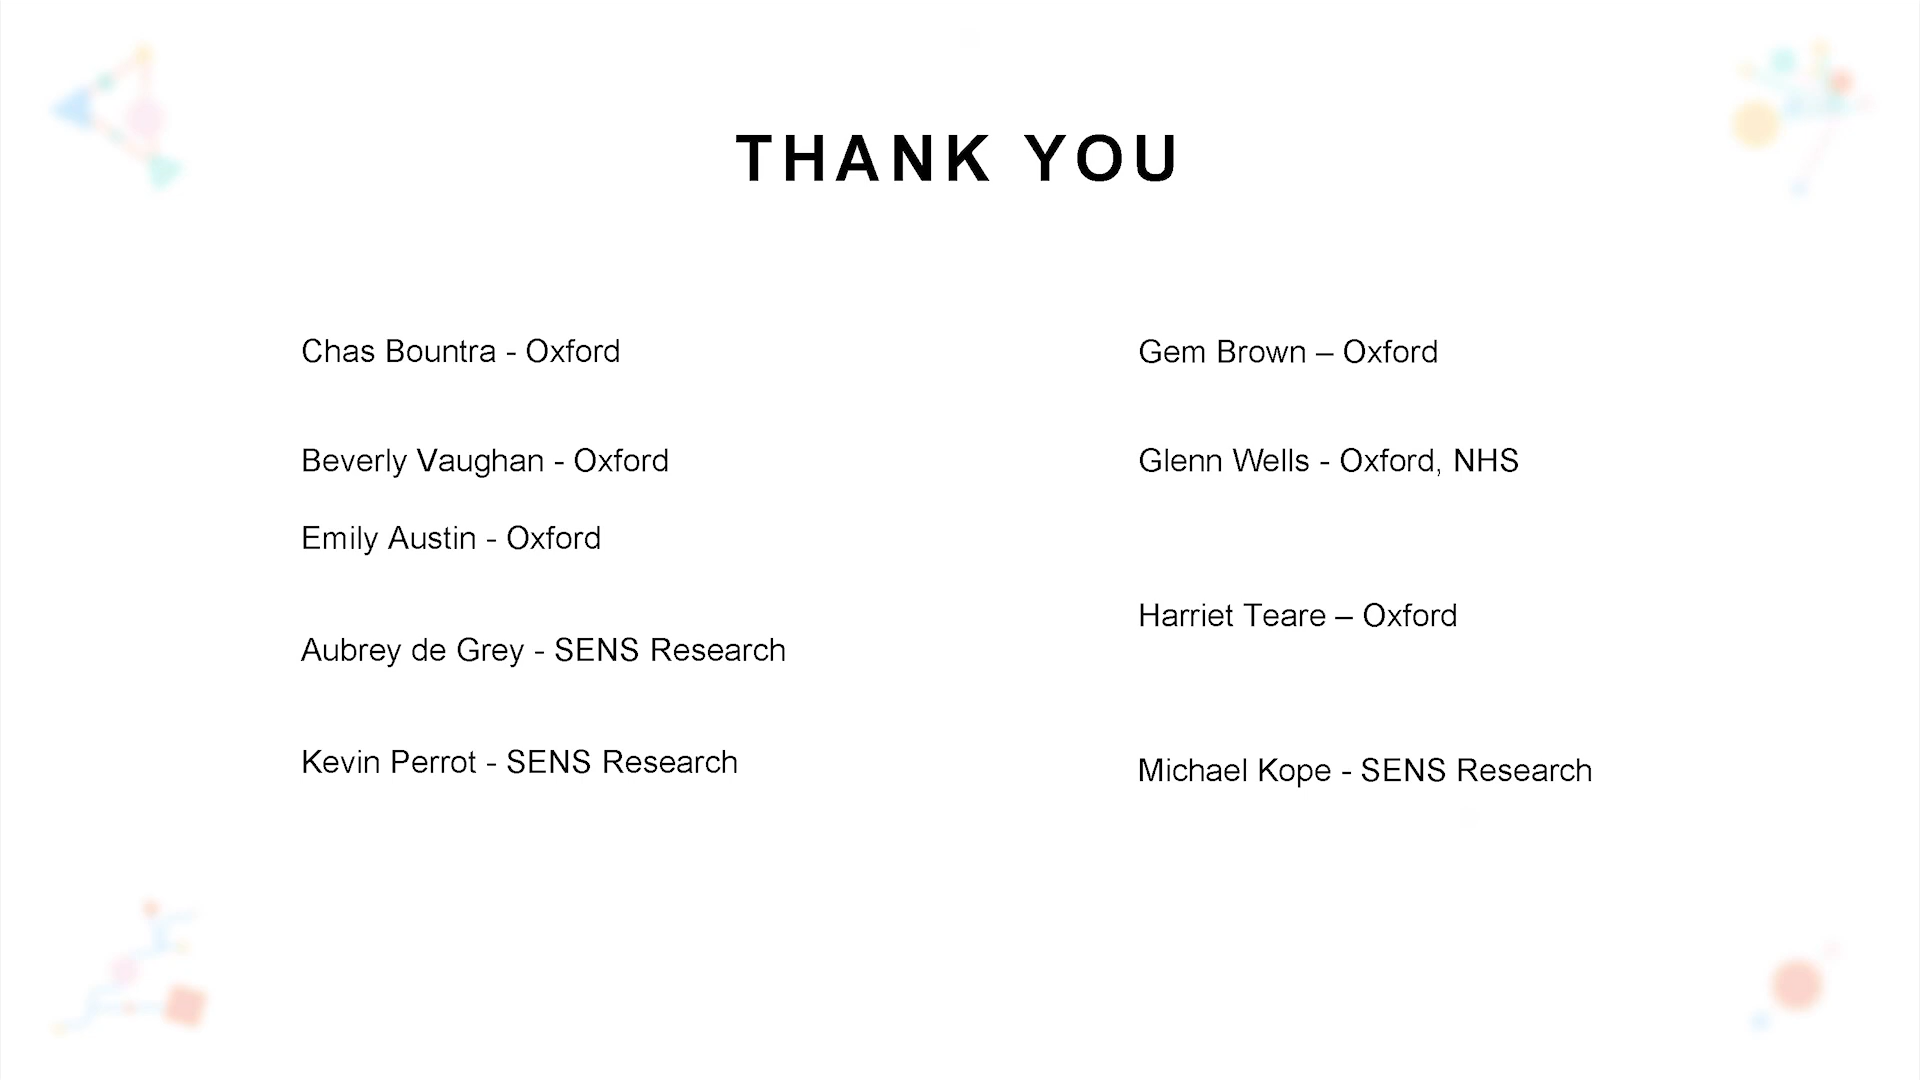 THANK YOU
Chas Bountra - Oxford
Beverly Vaughan - Oxford
Emily Austin - Oxford
Aubrey de Grey - SENS Research
Kevin Perrot - SENS Research
Gem Brown – Oxford
Glenn Wells - Oxford, NHS
Harriet Teare – Oxford
Michael Kope - SENS Research